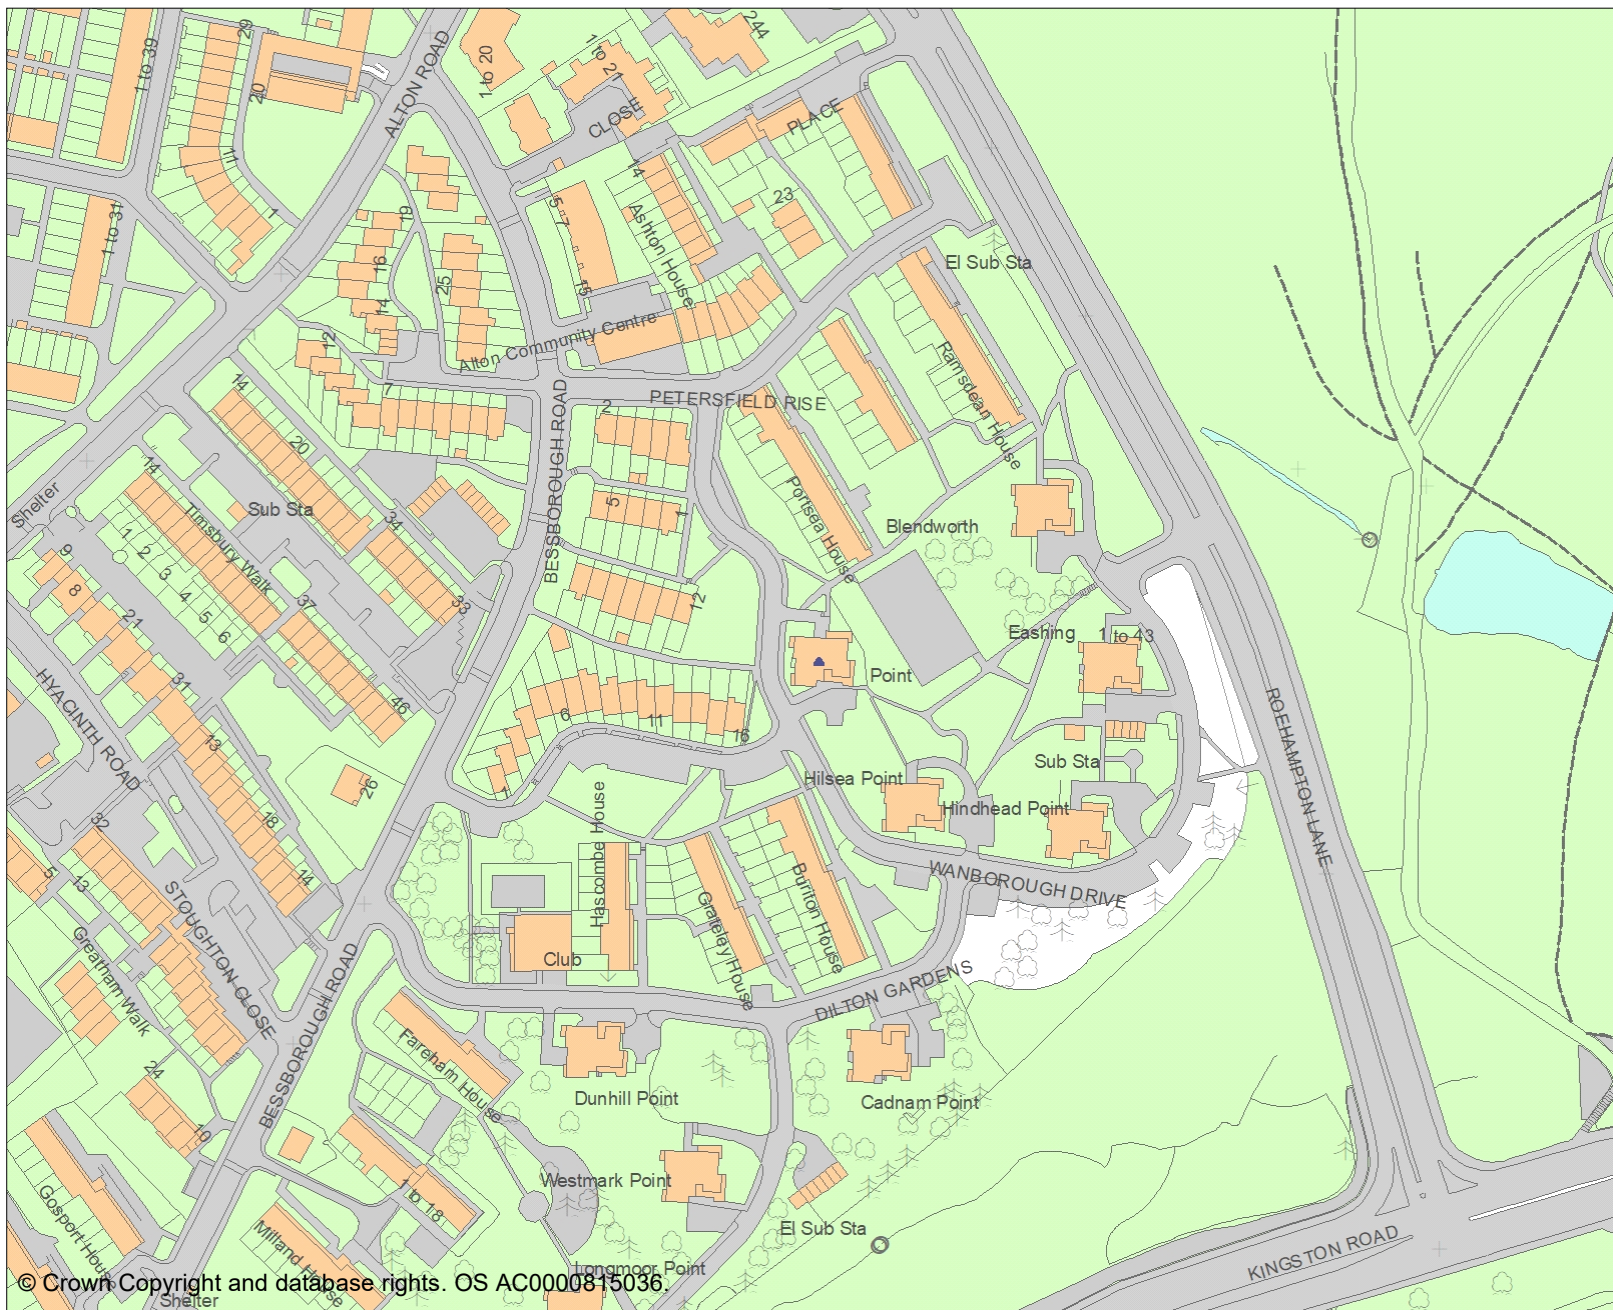 29
1 to 39
20
ALTON ROAD
1 to 20
1 to 21
244
CLOSE
PLACE
11
1
1 to 31
19
16
14
25
14
5
7
15
Ashton House
23
El Sub Sta
12
7
Alton Community Centre
PETERSFIELD RISE
Ramsdean House
14
20
34
33
Sub Sta
14
Timsbury Walk
37
46
Shelter
1
2
3
4
5
6
9
8
21
31
13
18
14
BESSBOROUGH ROAD
2
5
1
12
Portsea House
Blendworth
Point
Eashing
1 to 43
HYACINTH ROAD
26
6
11
16
1
Sub Sta
Hilsea Point
Hindhead Point
ROEHAMPTON LANE
WANBOROUGH DRIVE
32
5
13
STOUGHTON CLOSE
Greatham Walk
Hascombe House
Club
Grateley House
Buriton House
DILTON GARDENS
BESSBOROUGH ROAD
Fareham House
Dunhill Point
Cadnam Point
24
10
Westmark Point
1 to 18
El Sub Sta
Gosport House
Milland House
Longmoor Point
KINGSTON ROAD
© Crown Copyright and database rights. OS AC0000815036.
Shelter